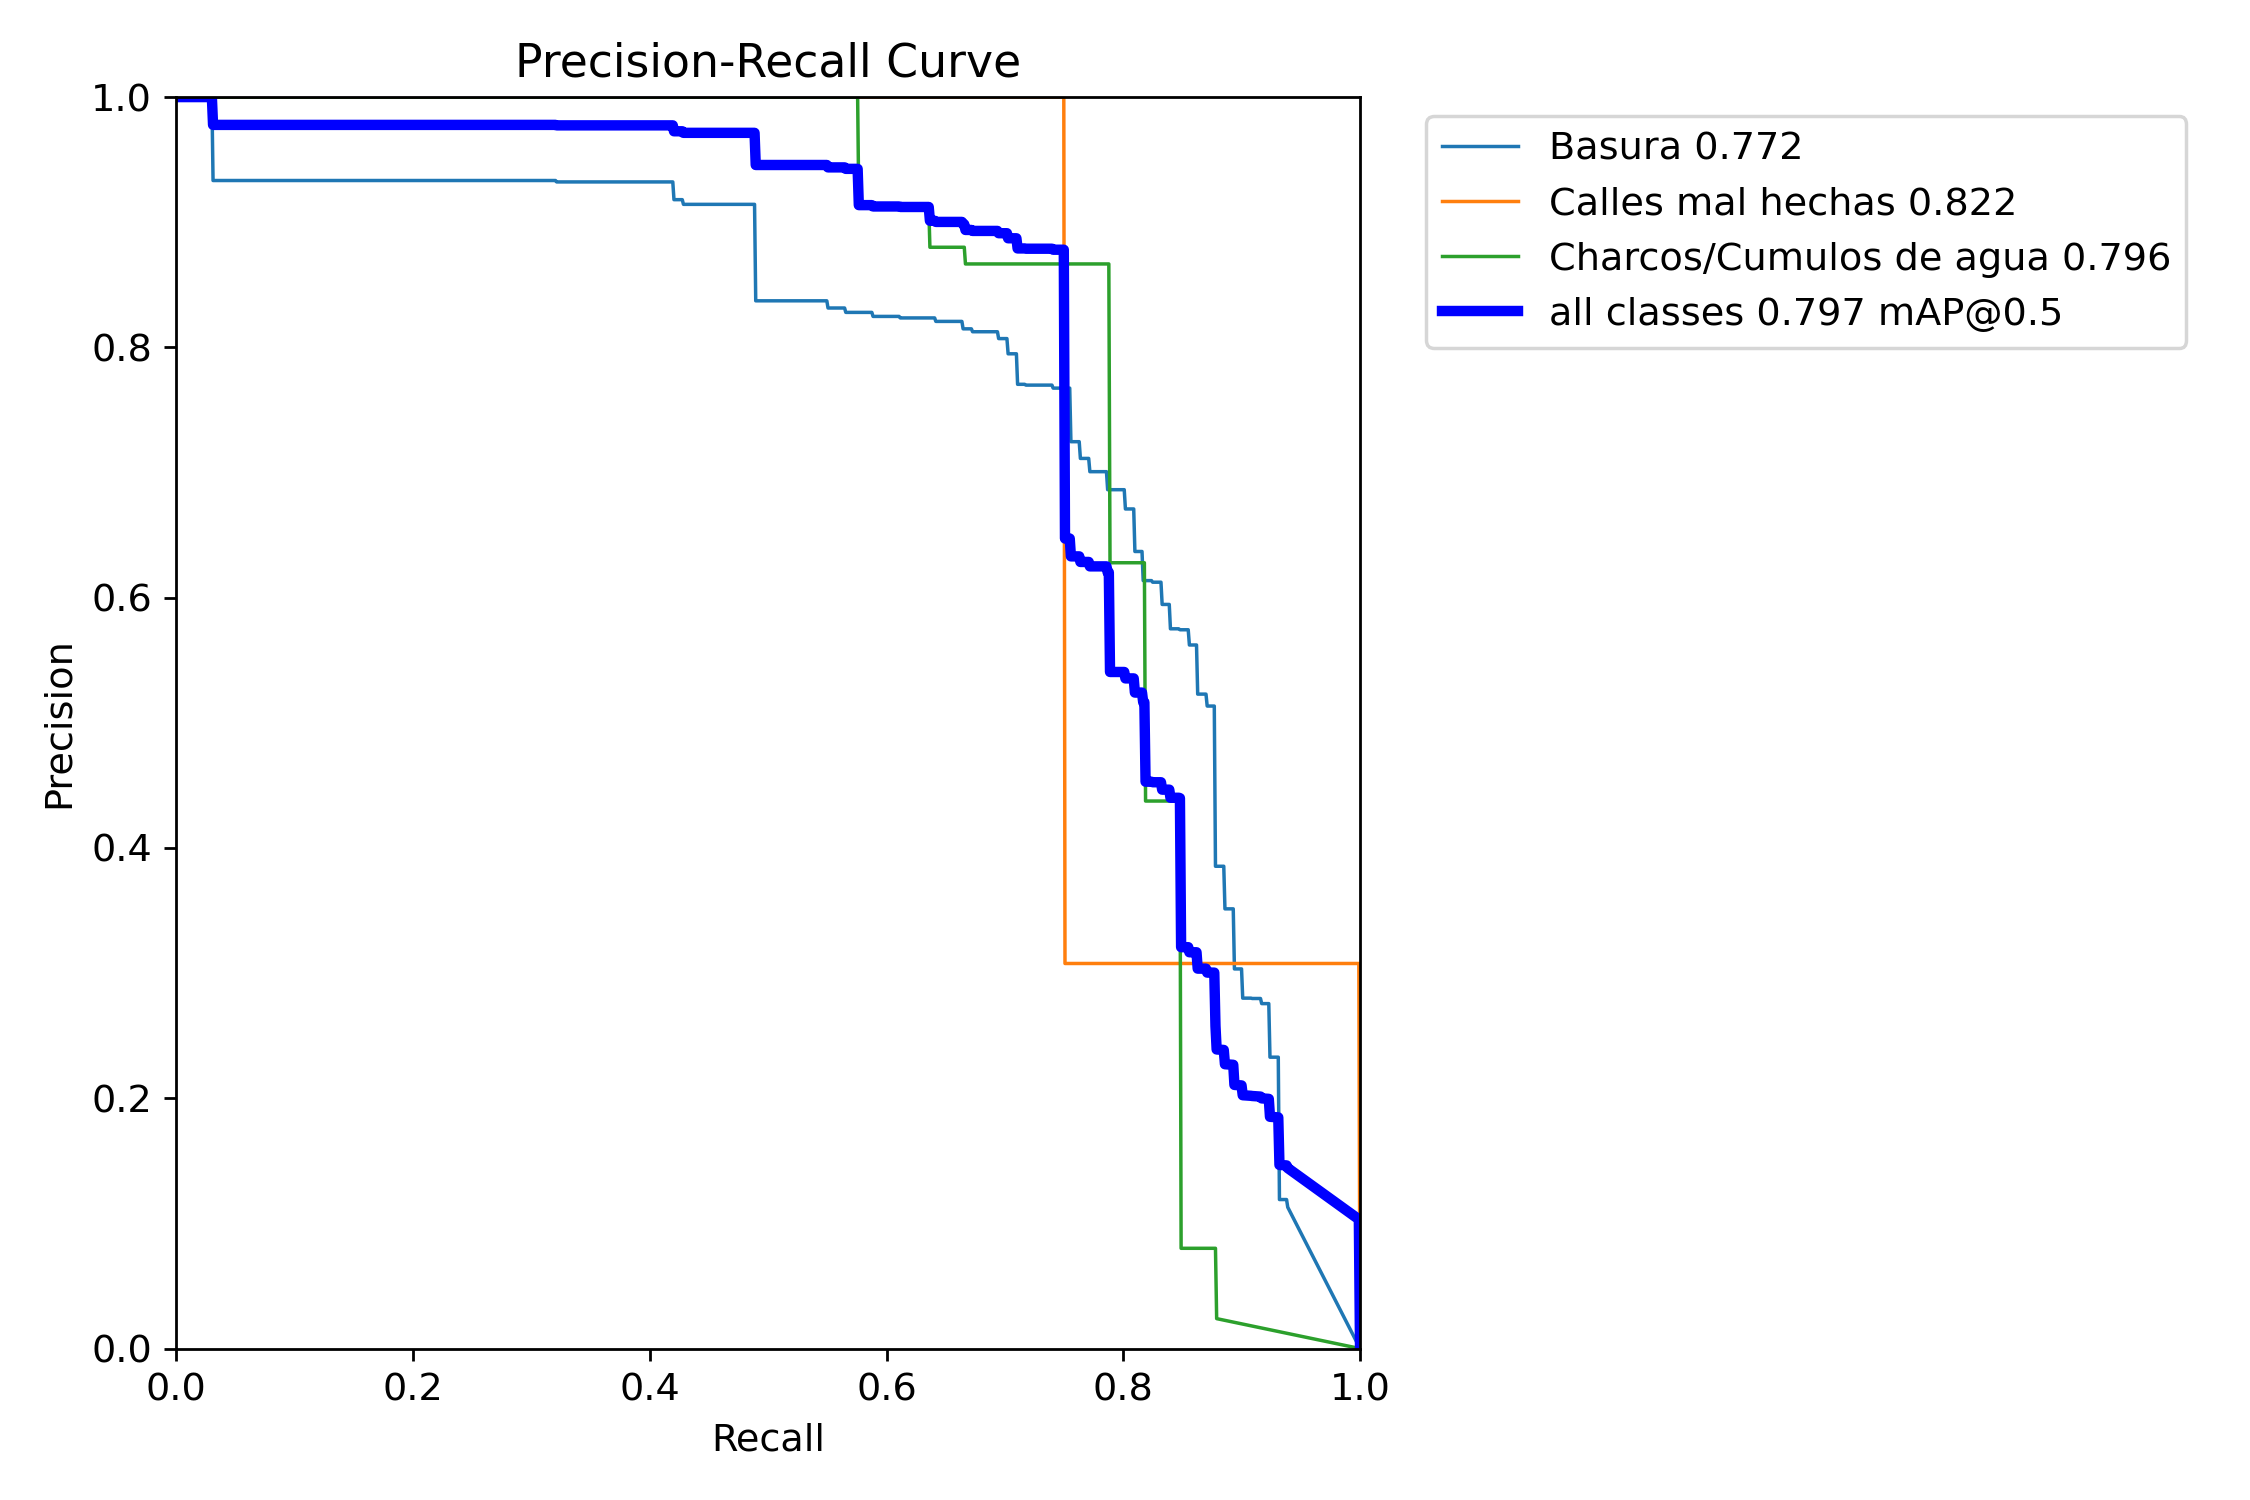 Precision-Recall Curve
1.0
0.8
0.6
0.4
0.2
0.0
Precision
0.0 0.2 0.4 0.6 0.8 1.0
Recall
Basura 0.772
Calles mal hechas 0.822
Charcos/Cumulos de agua 0.796
all classes 0.797 mAP@0.5